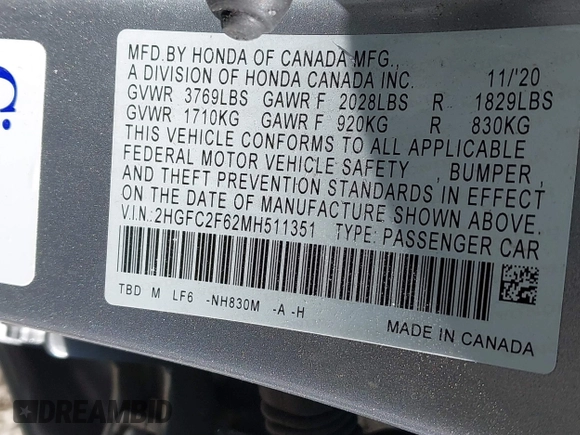 MFD.BY HONDA OF CANADA MFG.,
A DIVISION OF HONDA CANADA INC. 11/'20
GVWR 3769LBS GAWR F 2028LBS R 1829LBS
GVWR 1710KG GAWR F 920KG R 830KG
THIS VEHICLE CONFORMS TO ALL APPLICABLE
FEDERAL MOTOR VEHICLE SAFETY , BUMPER ,
AND THEFT PREVENTION STANDARDS IN EFFECT
ON THE DATE OF MANUFACTURE SHOWN ABOVE.
V.I.N.:2HGFC2F62MH511351 TYPE: PASSENGER CAR
TBD M LF6 -NH830M -A -H
MADE IN CANADA
DREAMBID